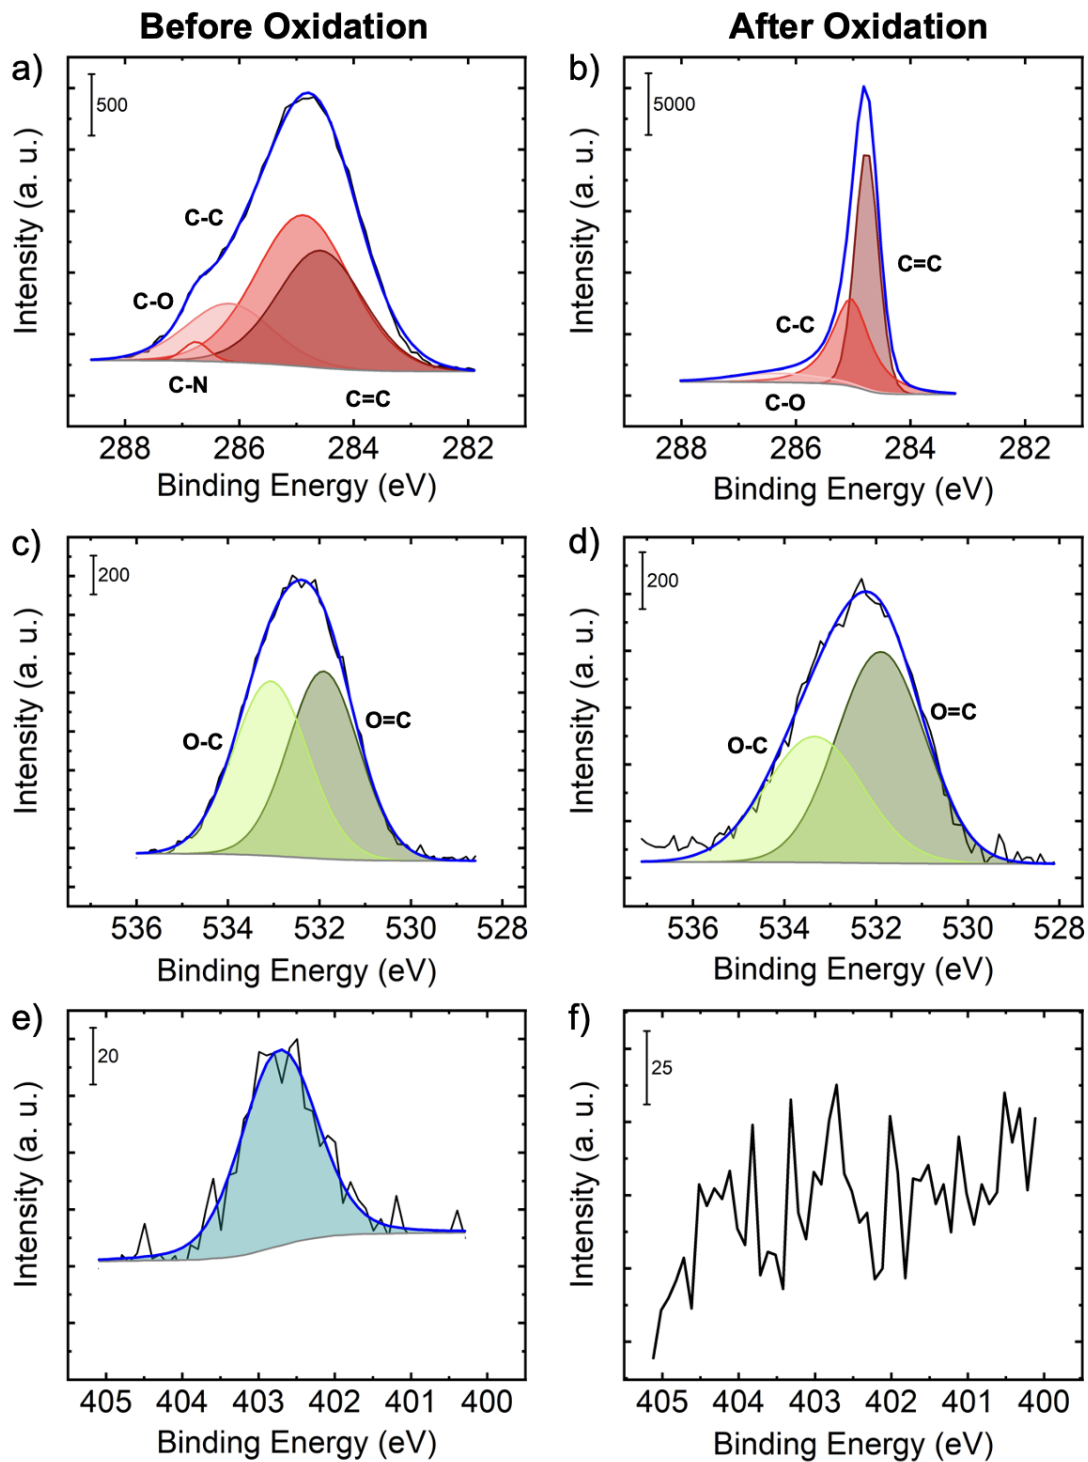 Before Oxidation
After Oxidation
a)
500
C-C
C-O
C-N
C=C
Intensity (a. u.)
288 286 284 282
Binding Energy (eV)
b)
5000
C=C
C-C
C-O
Intensity (a. u.)
288 286 284 282
Binding Energy (eV)
c)
200
O-C
O=C
Intensity (a. u.)
536 534 532 530 528
Binding Energy (eV)
d)
200
O-C
O=C
Intensity (a. u.)
536 534 532 530 528
Binding Energy (eV)
e)
20
Intensity (a. u.)
405 404 403 402 401 400
Binding Energy (eV)
f)
25
Intensity (a. u.)
405 404 403 402 401 400
Binding Energy (eV)